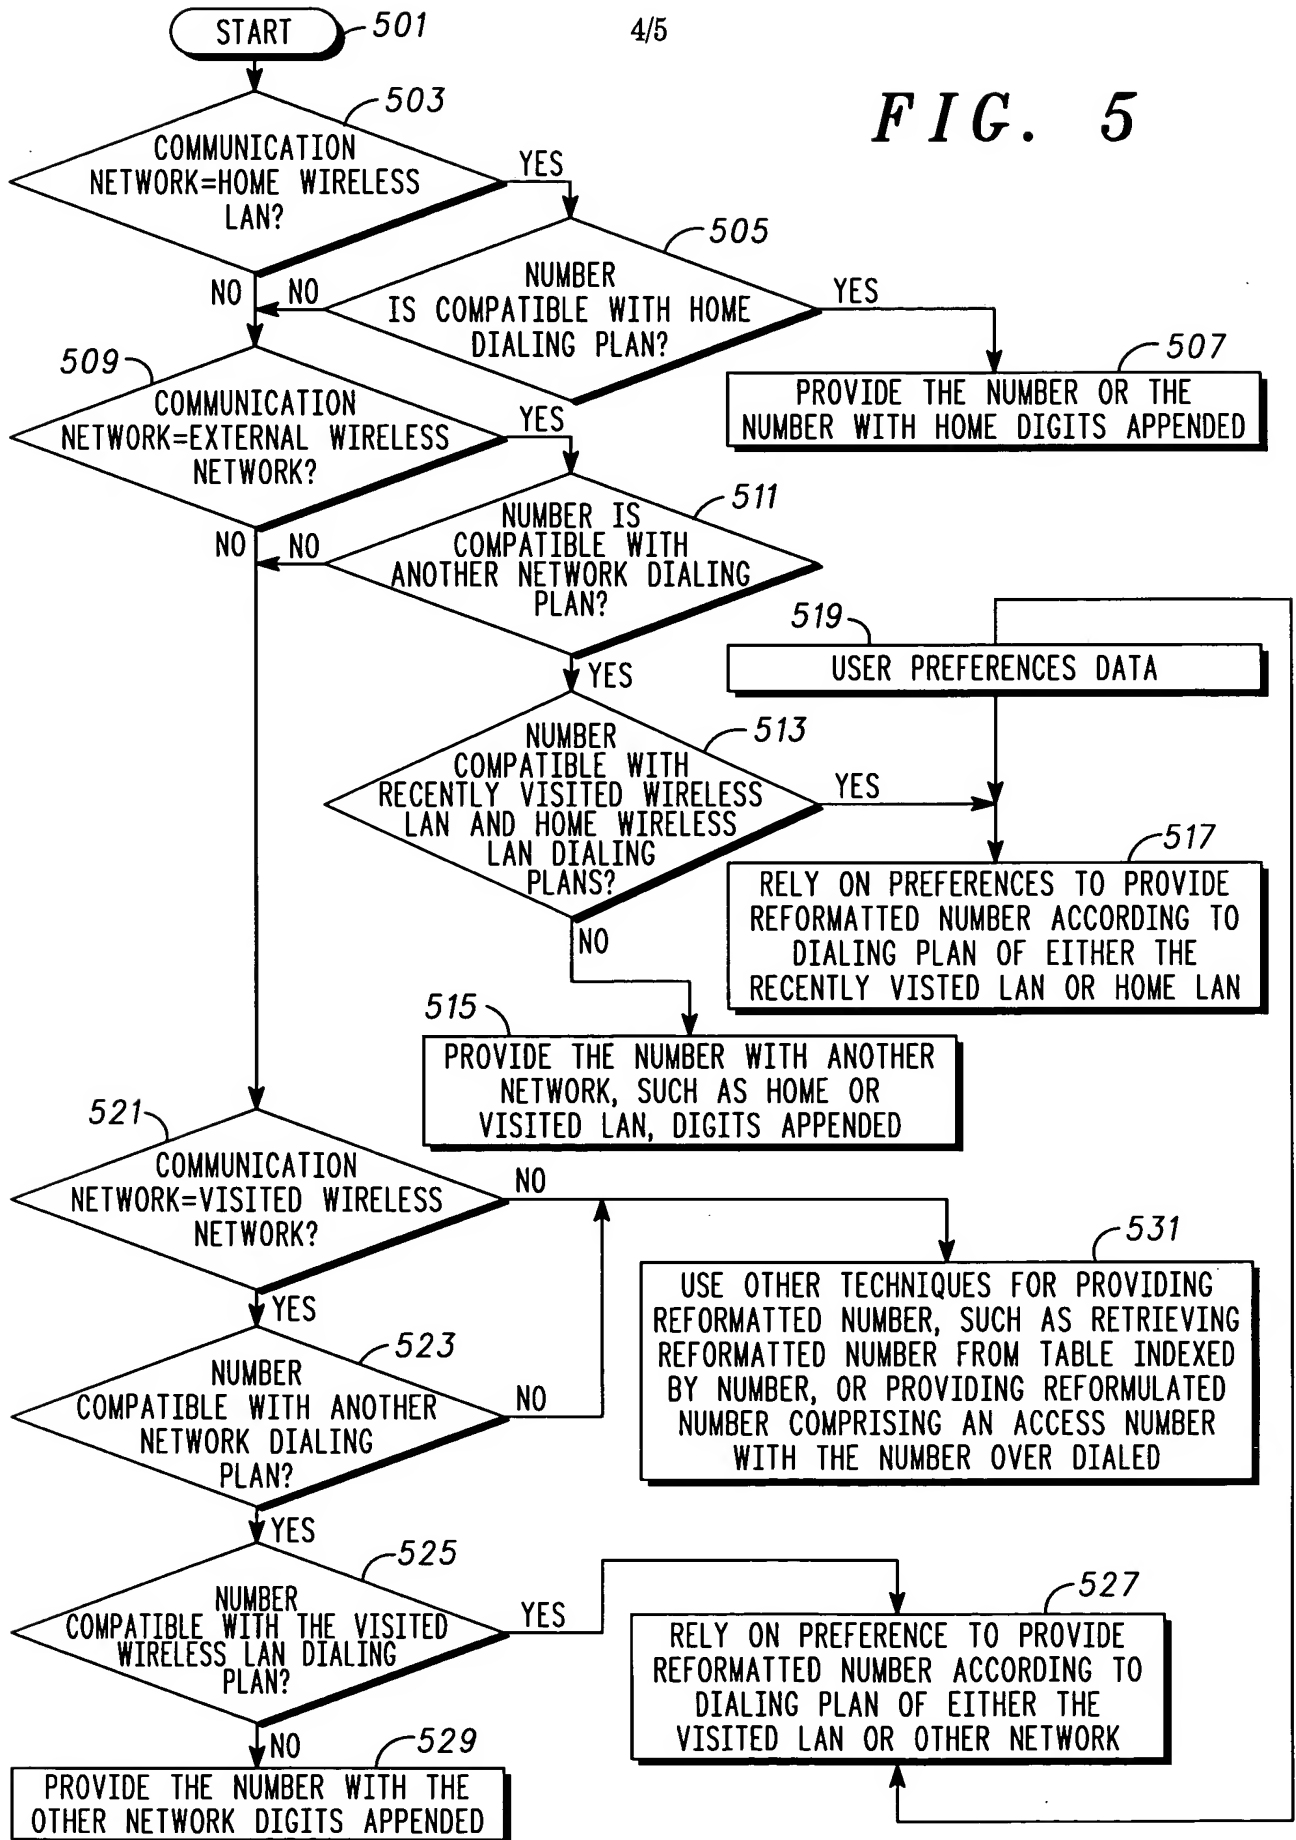 START
501
4/5
FIG. 5
503
COMMUNICATION
NETWORK=HOME WIRELESS
LAN?
YES
505
NO
NO
NUMBER
IS COMPATIBLE WITH HOME
DIALING PLAN?
YES
507
PROVIDE THE NUMBER OR THE
NUMBER WITH HOME DIGITS APPENDED
509
COMMUNICATION
NETWORK=EXTERNAL WIRELESS
NETWORK?
YES
511
NO
NO
NUMBER IS
COMPATIBLE WITH
ANOTHER NETWORK DIALING
PLAN?
YES
519
USER PREFERENCES DATA
513
NUMBER
COMPATIBLE WITH
RECENTLY VISITED WIRELESS
LAN AND HOME WIRELESS
LAN DIALING
PLANS?
YES
517
RELY ON PREFERENCES TO PROVIDE
REFORMATTED NUMBER ACCORDING TO
DIALING PLAN OF EITHER THE
RECENTLY VISTED LAN OR HOME LAN
NO
515
PROVIDE THE NUMBER WITH ANOTHER
NETWORK, SUCH AS HOME OR
VISITED LAN, DIGITS APPENDED
521
COMMUNICATION
NETWORK=VISITED WIRELESS
NETWORK?
NO
531
USE OTHER TECHNIQUES FOR PROVIDING
REFORMATTED NUMBER, SUCH AS RETRIEVING
REFORMATTED NUMBER FROM TABLE INDEXED
BY NUMBER, OR PROVIDING REFORMULATED
NUMBER COMPRISING AN ACCESS NUMBER
WITH THE NUMBER OVER DIALED
YES
523
NUMBER
COMPATIBLE WITH ANOTHER
NETWORK DIALING
PLAN?
NO
YES
525
NUMBER
COMPATIBLE WITH THE VISITED
WIRELESS LAN DIALING
PLAN?
YES
527
RELY ON PREFERENCE TO PROVIDE
REFORMATTED NUMBER ACCORDING TO
DIALING PLAN OF EITHER THE
VISITED LAN OR OTHER NETWORK
NO
529
PROVIDE THE NUMBER WITH THE
OTHER NETWORK DIGITS APPENDED